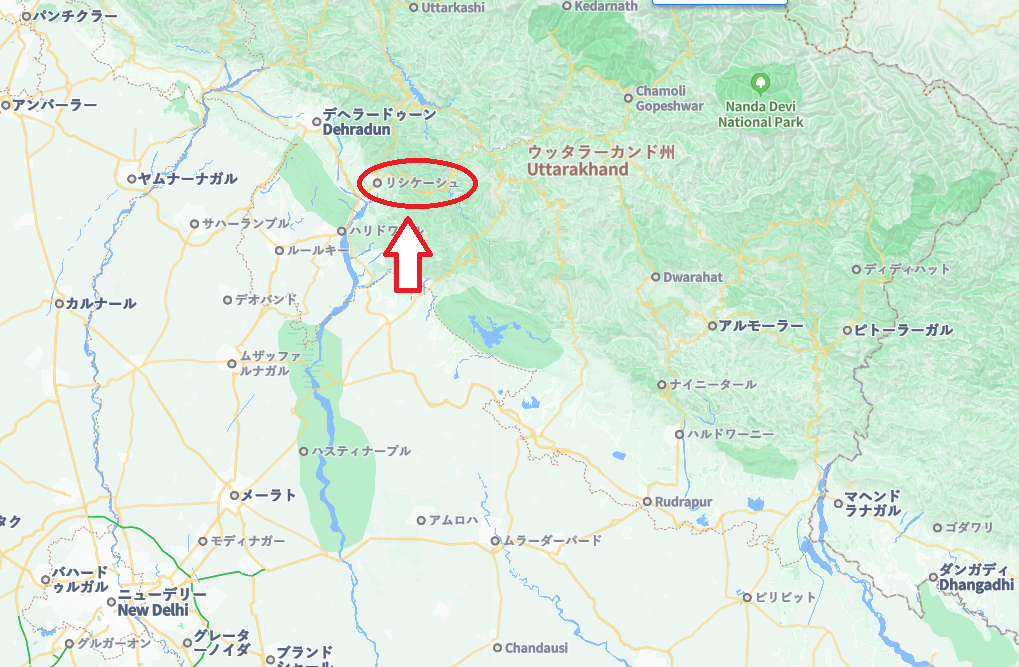 Uttarkashi
Kedarnath
パンチクラー
アンバーラー
Chamoli
Gopeshwar
Nanda Devi
National Park
デヘラードゥーン
Dehradun
ウッタラーカンド州
Uttarakhand
ヤムナーナガル
リシケーシュ
サハーランプル
ハリドワール
ルールキー
ディディハット
Dwarahat
デオバンド
カルナール
アルモーラー
ピトーラーガル
ムザッファ
ルナガル
ナイニータール
ハルドワーニー
ハスティナープル
メーラト
Rudrapur
マヘンド
ラナガル
タク
アムロハ
ゴダワリ
モディナガー
ムラーダーバード
バハード
ゥルガル
ダンガディ
Dhangadhi
ニューデリー
New Delhi
ピリビット
グルガーオン
グレータ
ーノイダ
Chandausi
ブランド
シャール